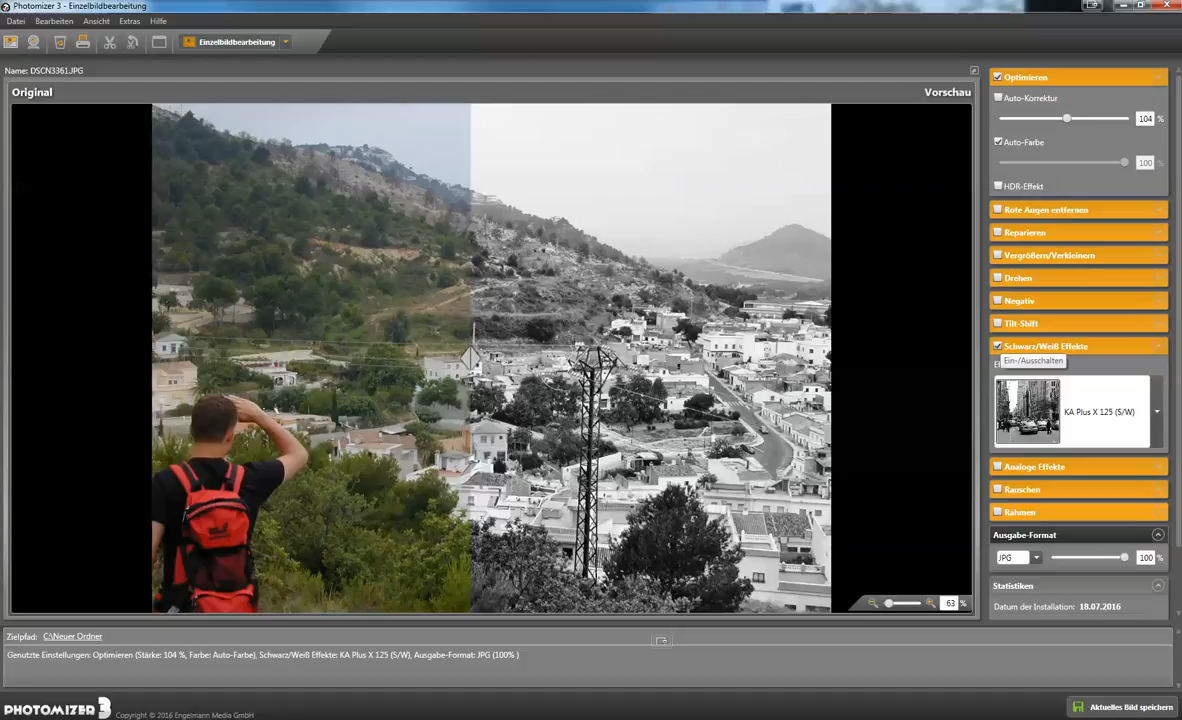 Photomizer 3 - Einzelbildbearbeitung
Datei Bearbeiten Ansicht Extras Hilfe
Einzelbildbearbeitung
Name: DSCN3361.JPG
Original
Vorschau
Optimieren
Auto-Korrektur
104 %
Auto-Farbe
100 %
HDR-Effekt
Rote Augen entfernen
Reparieren
Vergrößern/Verkleinern
Drehen
Negativ
Tilt-Shift
Schwarz/Weiß Effekte
Ein-/Ausschalten
KA Plus X 125 (S/W)
Analoge Effekte
Rauschen
Rahmen
Ausgabe-Format
JPG
100 %
Statistiken
Datum der Installation: 18.07.2016
63 %
Zielpfad: C:\Neuer Ordner
Genutzte Einstellungen: Optimieren (Stärke: 104 %, Farbe: Auto-Farbe), Schwarz/Weiß Effekte: KA Plus X 125 (S/W), Ausgabe-Format: JPG (100% )
PHOTOMIZER 3
Copyright © 2016 Engelmann Media GmbH
Aktuelles Bild speichern